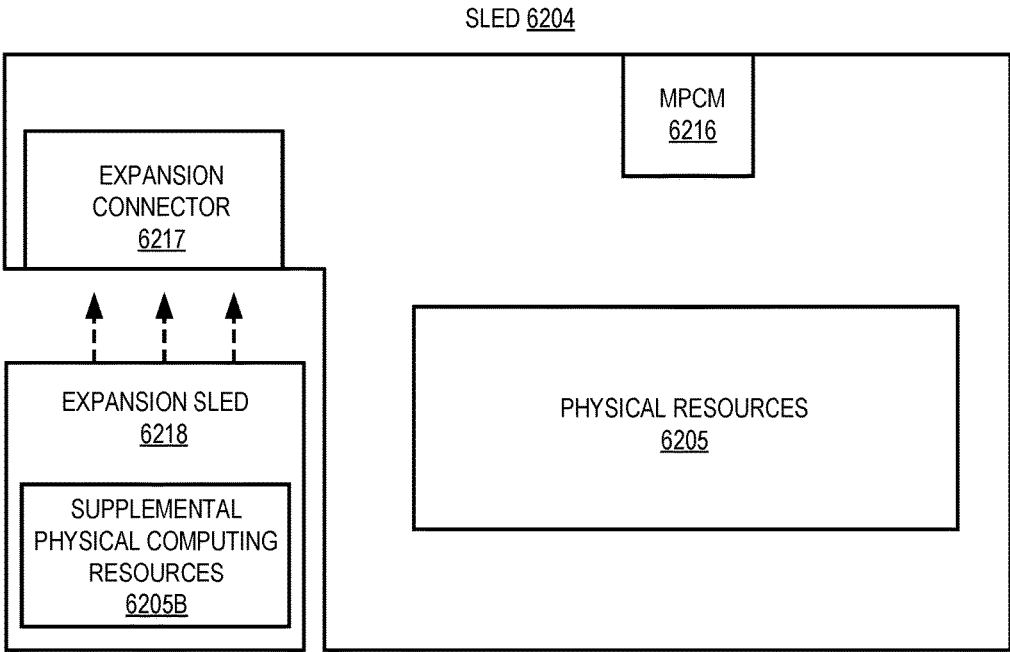 SLED 6204
MPCM
6216
EXPANSION
CONNECTOR
6217
EXPANSION SLED
6218
SUPPLEMENTAL
PHYSICAL COMPUTING
RESOURCES
6205B
PHYSICAL RESOURCES
6205